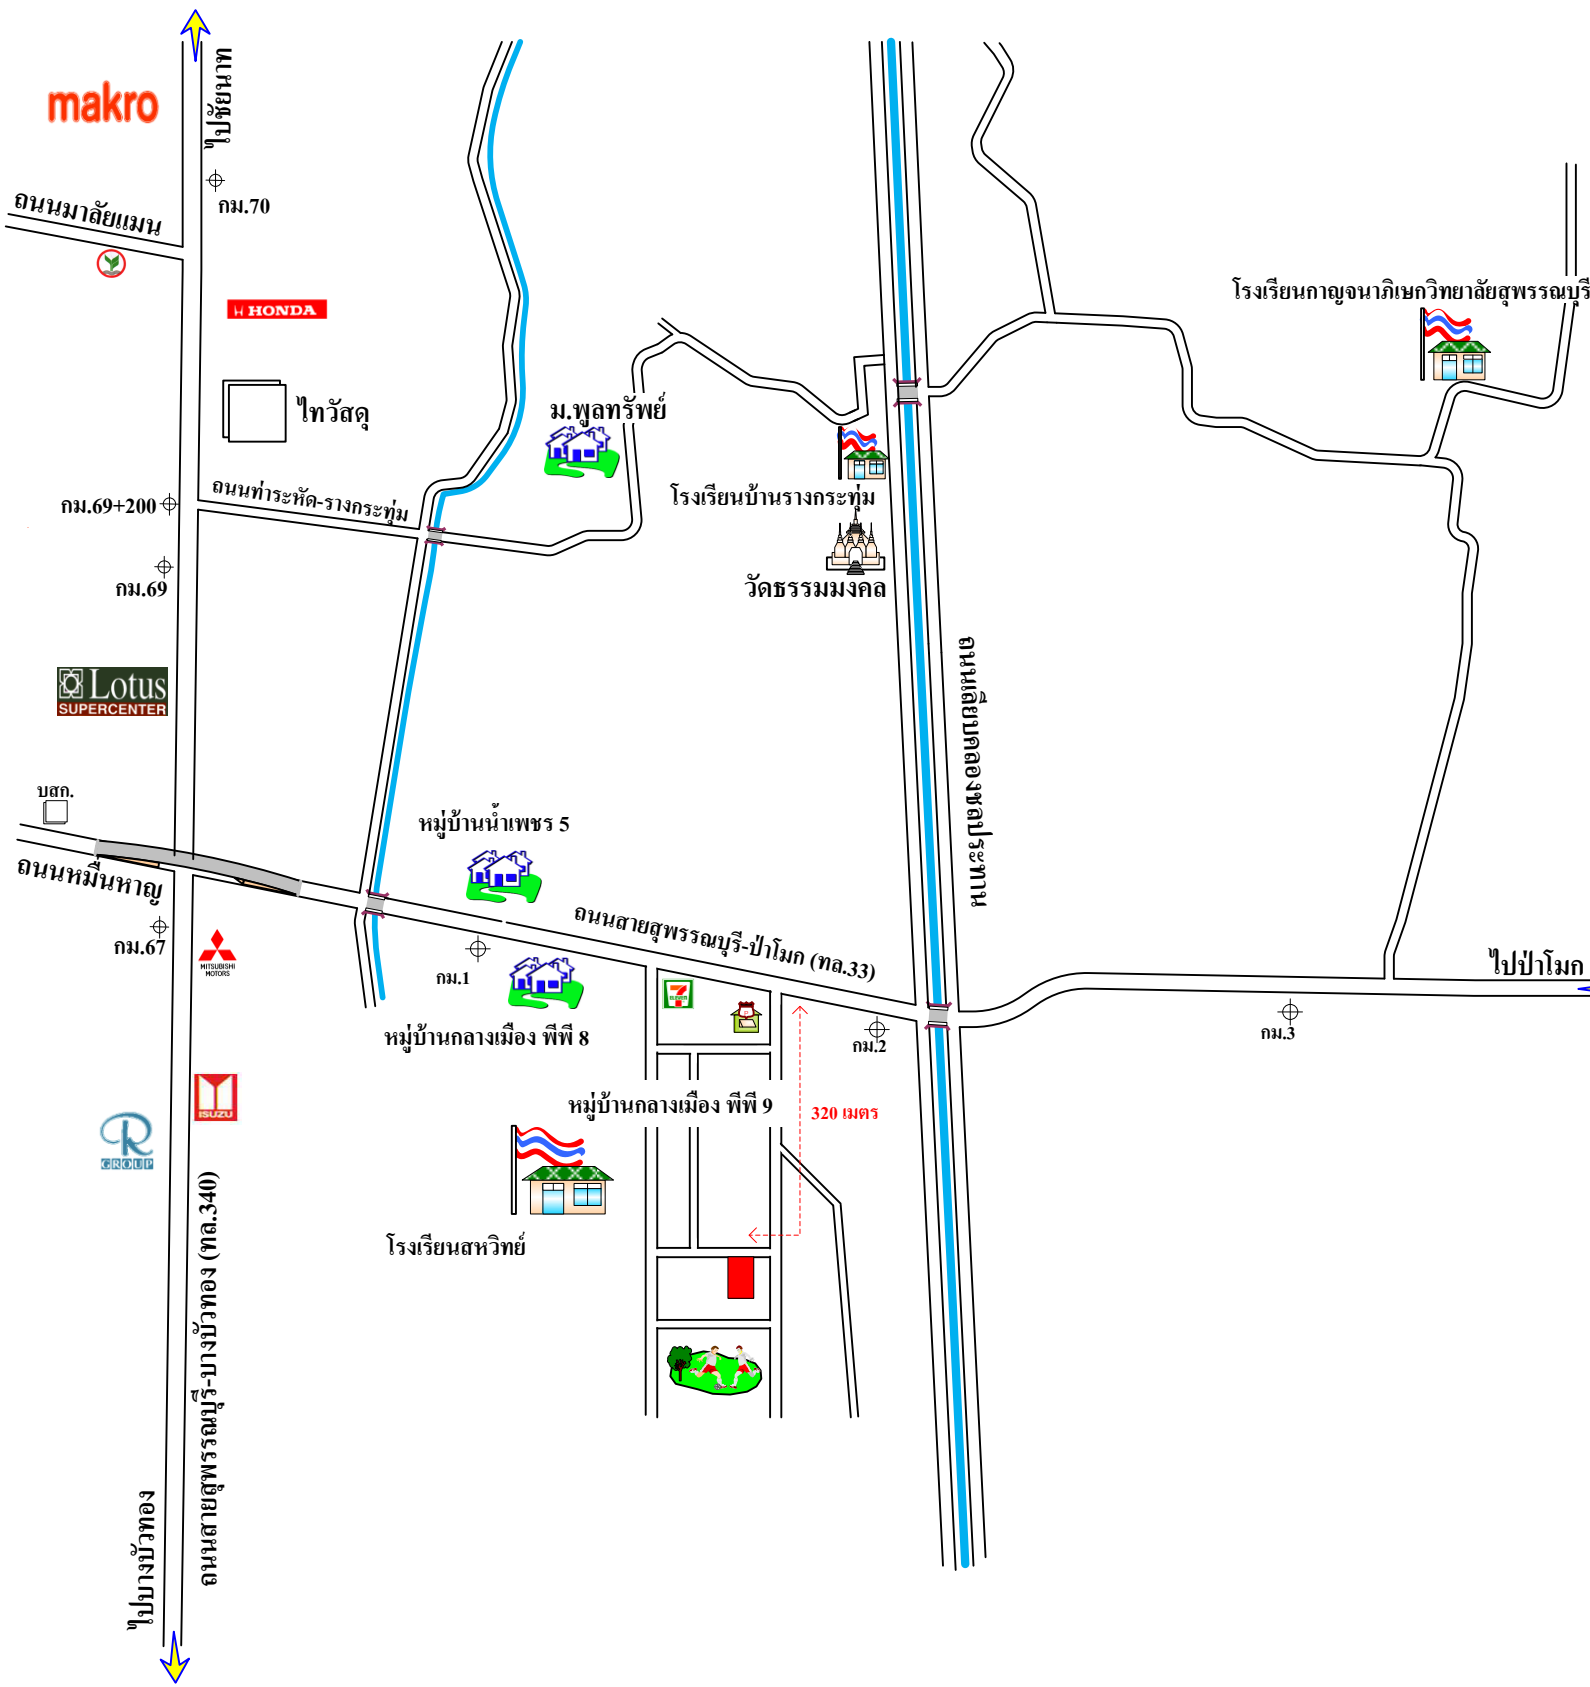 ไปชัยนาท
makro
กม.70
ถนนมาลัยแมน
HONDA
โรงเรียนกาญจนาภิเษกวิทยาลัยสุพรรณบุรี
ไทวัสดุ
ม.พูลทรัพย์
ถนนท่าระหัด-รางกระทุ่ม
โรงเรียนบ้านรางกระทุ่ม
กม.69+200
กม.69
วัดธรรมมงคล
Lotus
SUPERCENTER
ถนนเลียบคลองชลประทาน
บสก.
หมู่บ้านน้ำเพชร 5
ถนนหมื่นหาญ
ถนนสายสุพรรณบุรี-ป่าโมก (ทล.33)
กม.67
MITSUBISHI
MOTORS
กม.1
ไปป่าโมก
7
ELEVEN
หมู่บ้านกลางเมือง พีพี 8
กม.2
กม.3
หมู่บ้านกลางเมือง พีพี 9
320 เมตร
ISUZU
R
GROUP
โรงเรียนสหวิทย์
ถนนสายสุพรรณบุรี-บางบัวทอง (ทล.340)
ไปบางบัวทอง